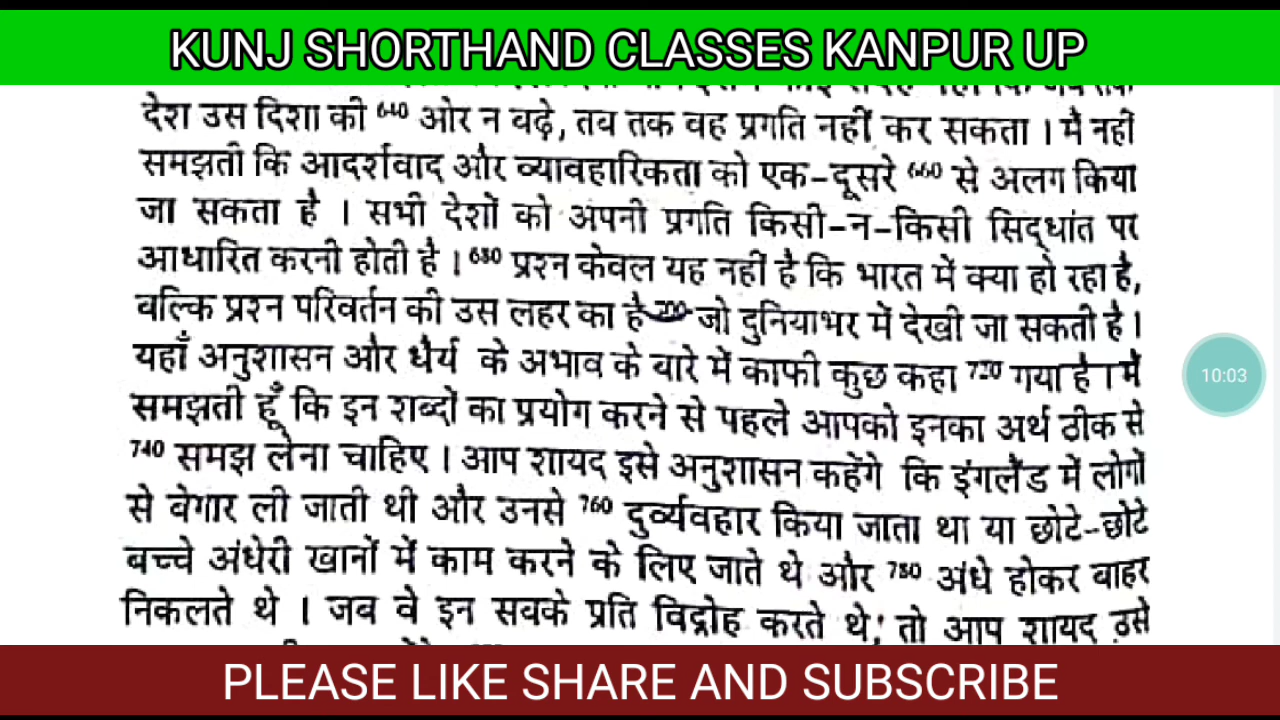 KUNJ SHORTHAND CLASSES KANPUR UP
देश उस दिशा की 640 ओर न बढ़े, तब तक वह प्रगति नहीं कर सकता । मैं नहीं
समझती कि आदर्शवाद और व्यावहारिकता को एक-दूसरे 660 से अलग किया
जा सकता है । सभी देशों को अपनी प्रगति किसी-न-किसी सिद्धांत पर
आधारित करनी होती है । 680 प्रश्न केवल यह नहीं है कि भारत में क्या हो रहा है,
बल्कि प्रश्न परिवर्तन की उस लहर का है 700 जो दुनियाभर में देखी जा सकती है ।
यहाँ अनुशासन और धैर्य के अभाव के बारे में काफी कुछ कहा 720 गया है । मैं
समझती हूँ कि इन शब्दों का प्रयोग करने से पहले आपको इनका अर्थ ठीक से
740 समझ लेना चाहिए । आप शायद इसे अनुशासन कहेंगे कि इंगलैंड में लोगों
से बेगार ली जाती थी और उनसे 760 दुर्व्यवहार किया जाता था या छोटे-छोटे
बच्चे अंधेरी खानों में काम करने के लिए जाते थे और 780 अंधे होकर बाहर
निकलते थे । जब वे इन सबके प्रति विद्रोह करते थे, तो आप शायद उसे
10:03
PLEASE LIKE SHARE AND SUBSCRIBE